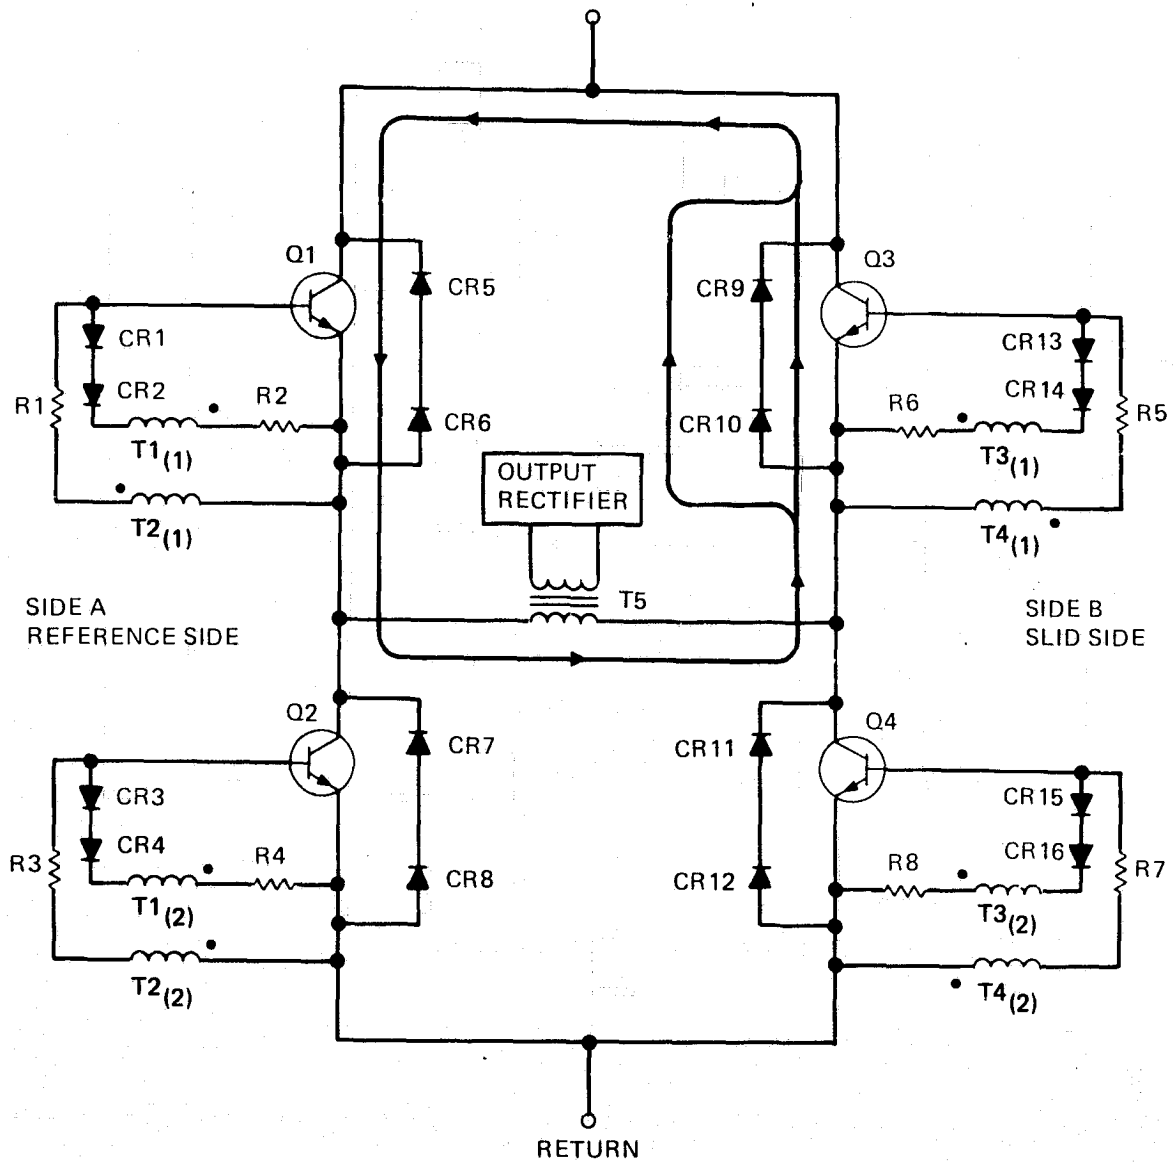 Q1
Q3
CR5
CR9
CR1
CR13
CR2
CR14
R1
R2
CR6
CR10
R6
R5
T1(1)
T3(1)
OUTPUT
RECTIFIER
T2(1)
T4(1)
T5
SIDE A
REFERENCE SIDE
SIDE B
SLID SIDE
Q2
Q4
CR7
CR11
CR3
CR15
CR4
CR16
R3
R4
CR8
CR12
R8
R7
T1(2)
T3(2)
T2(2)
T4(2)
RETURN